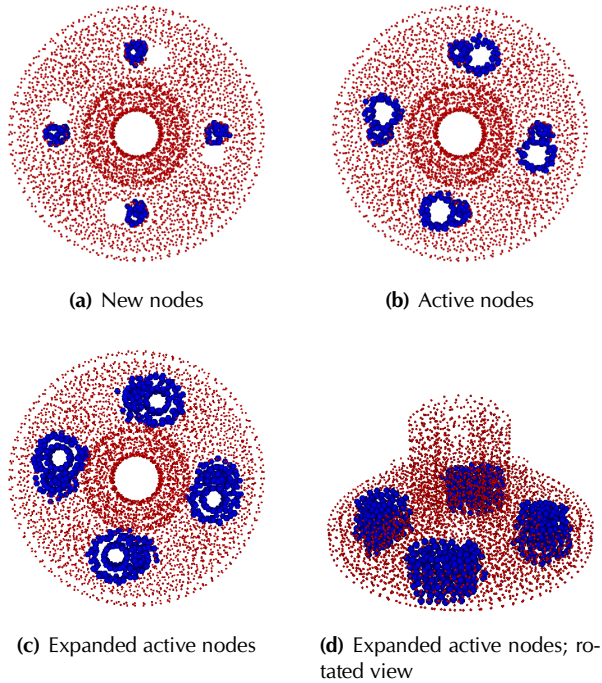 (a) New nodes
(b) Active nodes
(c) Expanded active nodes
(d) Expanded active nodes; ro-
tated view